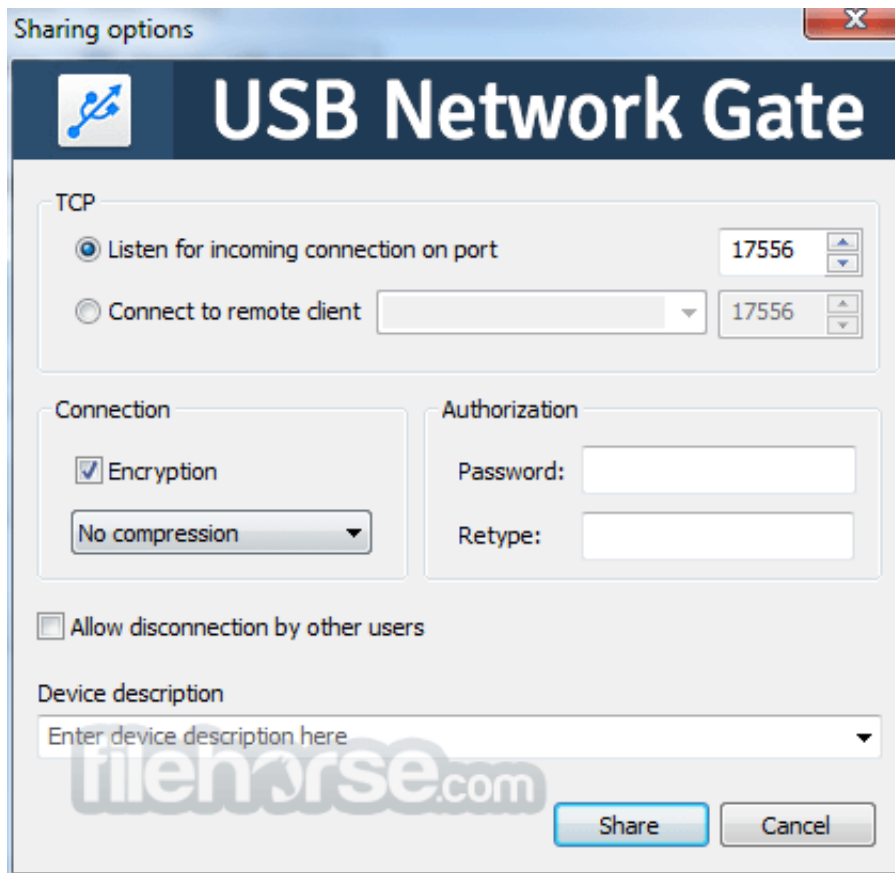 Sharing options
USB Network Gate
TCP
Listen for incoming connection on port 17556
Connect to remote client 17556
Connection
Authorization
Encryption
Password:
No compression
Retype:
Allow disconnection by other users
Device description
Enter device description here
filehorse.com
Share Cancel